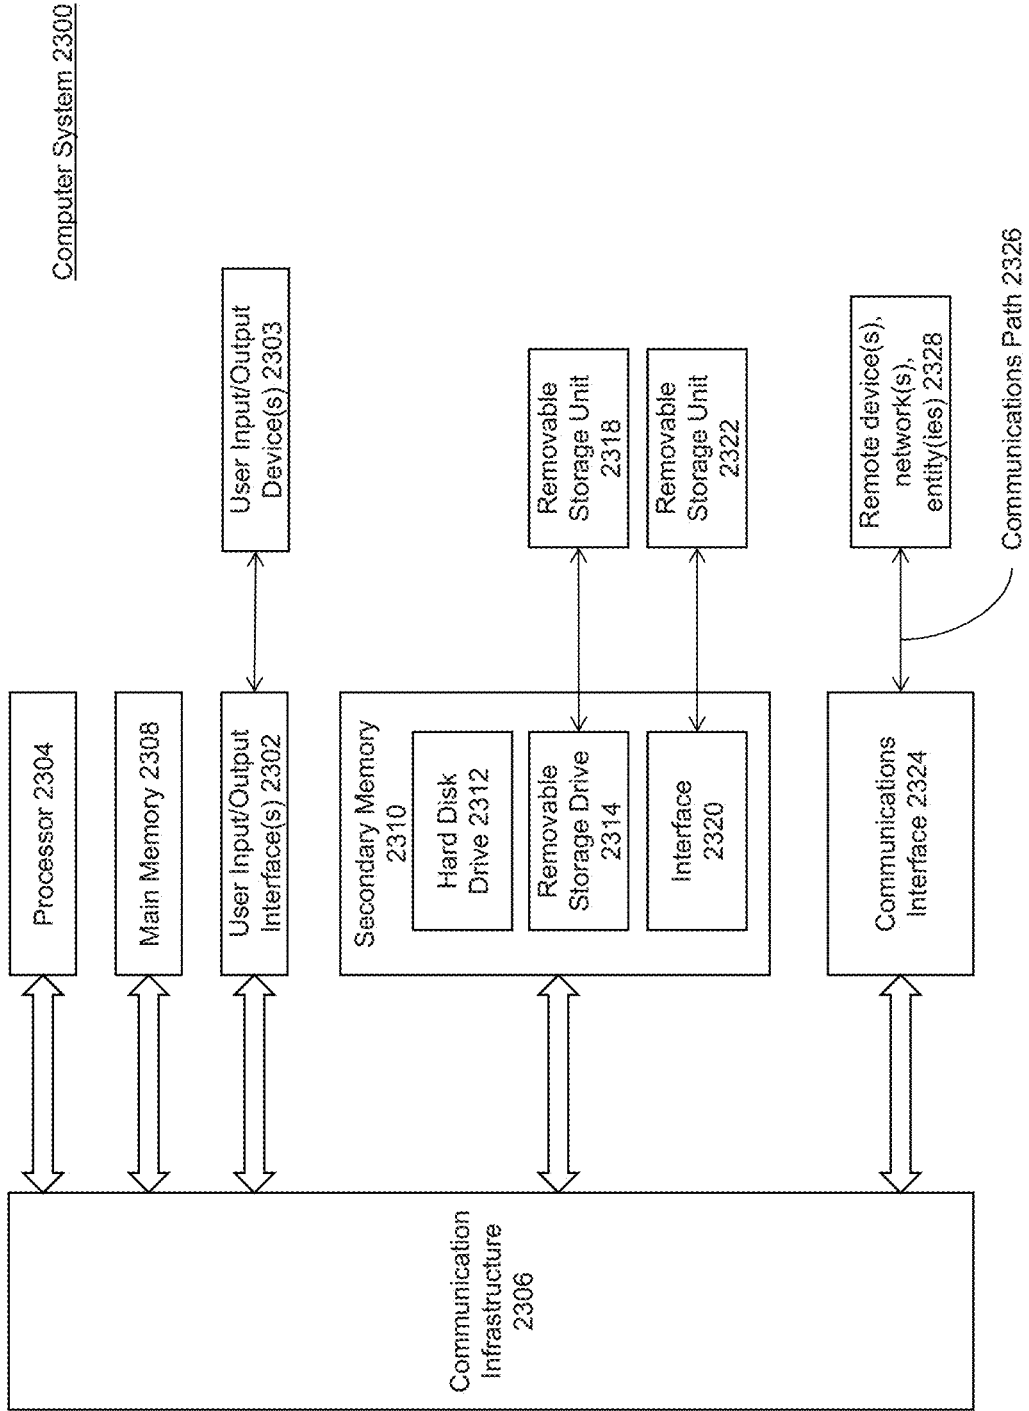 Computer System 2300
Processor 2304
Main Memory 2308
User Input/Output
Interface(s) 2302
User Input/Output
Device(s) 2303
Communication
Infrastructure
2306
Secondary Memory
2310
Hard Disk
Drive 2312
Removable
Storage Drive
2314
Removable
Storage Unit
2318
Interface
2320
Removable
Storage Unit
2322
Communications
Interface 2324
Remote device(s),
network(s),
entity(ies) 2328
Communications Path 2326